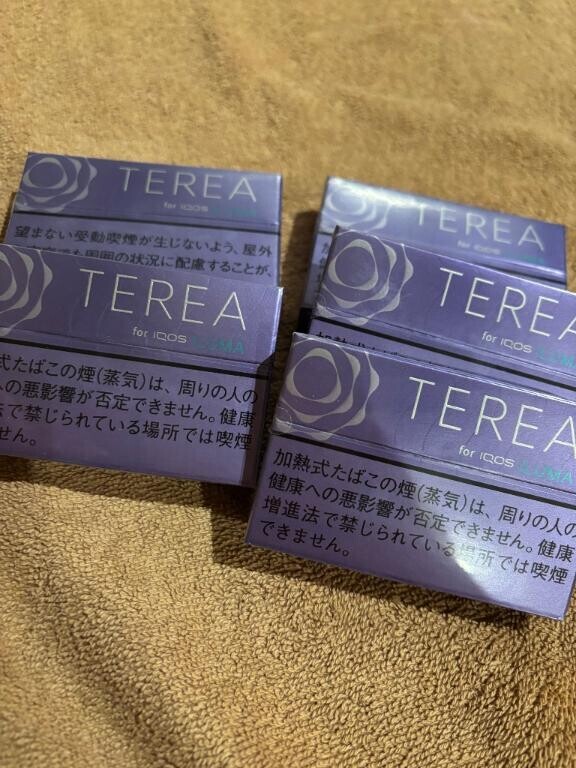 TEREA
for IQOS ILUMA
望まない受動喫煙が生じないよう、屋外
周囲の状況に配慮することが、
TEREA
for IQOS
TEREA
for IQOS ILUMA
式たばこの煙(蒸気)は、周りの人の
への悪影響が否定できません。健康
法で禁じられている場所では喫煙
せん。
TEREA
for IQOS ILUMA
TEREA
for IQOS ILUMA
加熱式たばこの煙(蒸気)は、周りの人の
健康への悪影響が否定できません。健康
増進法で禁じられている場所では喫煙
できません。